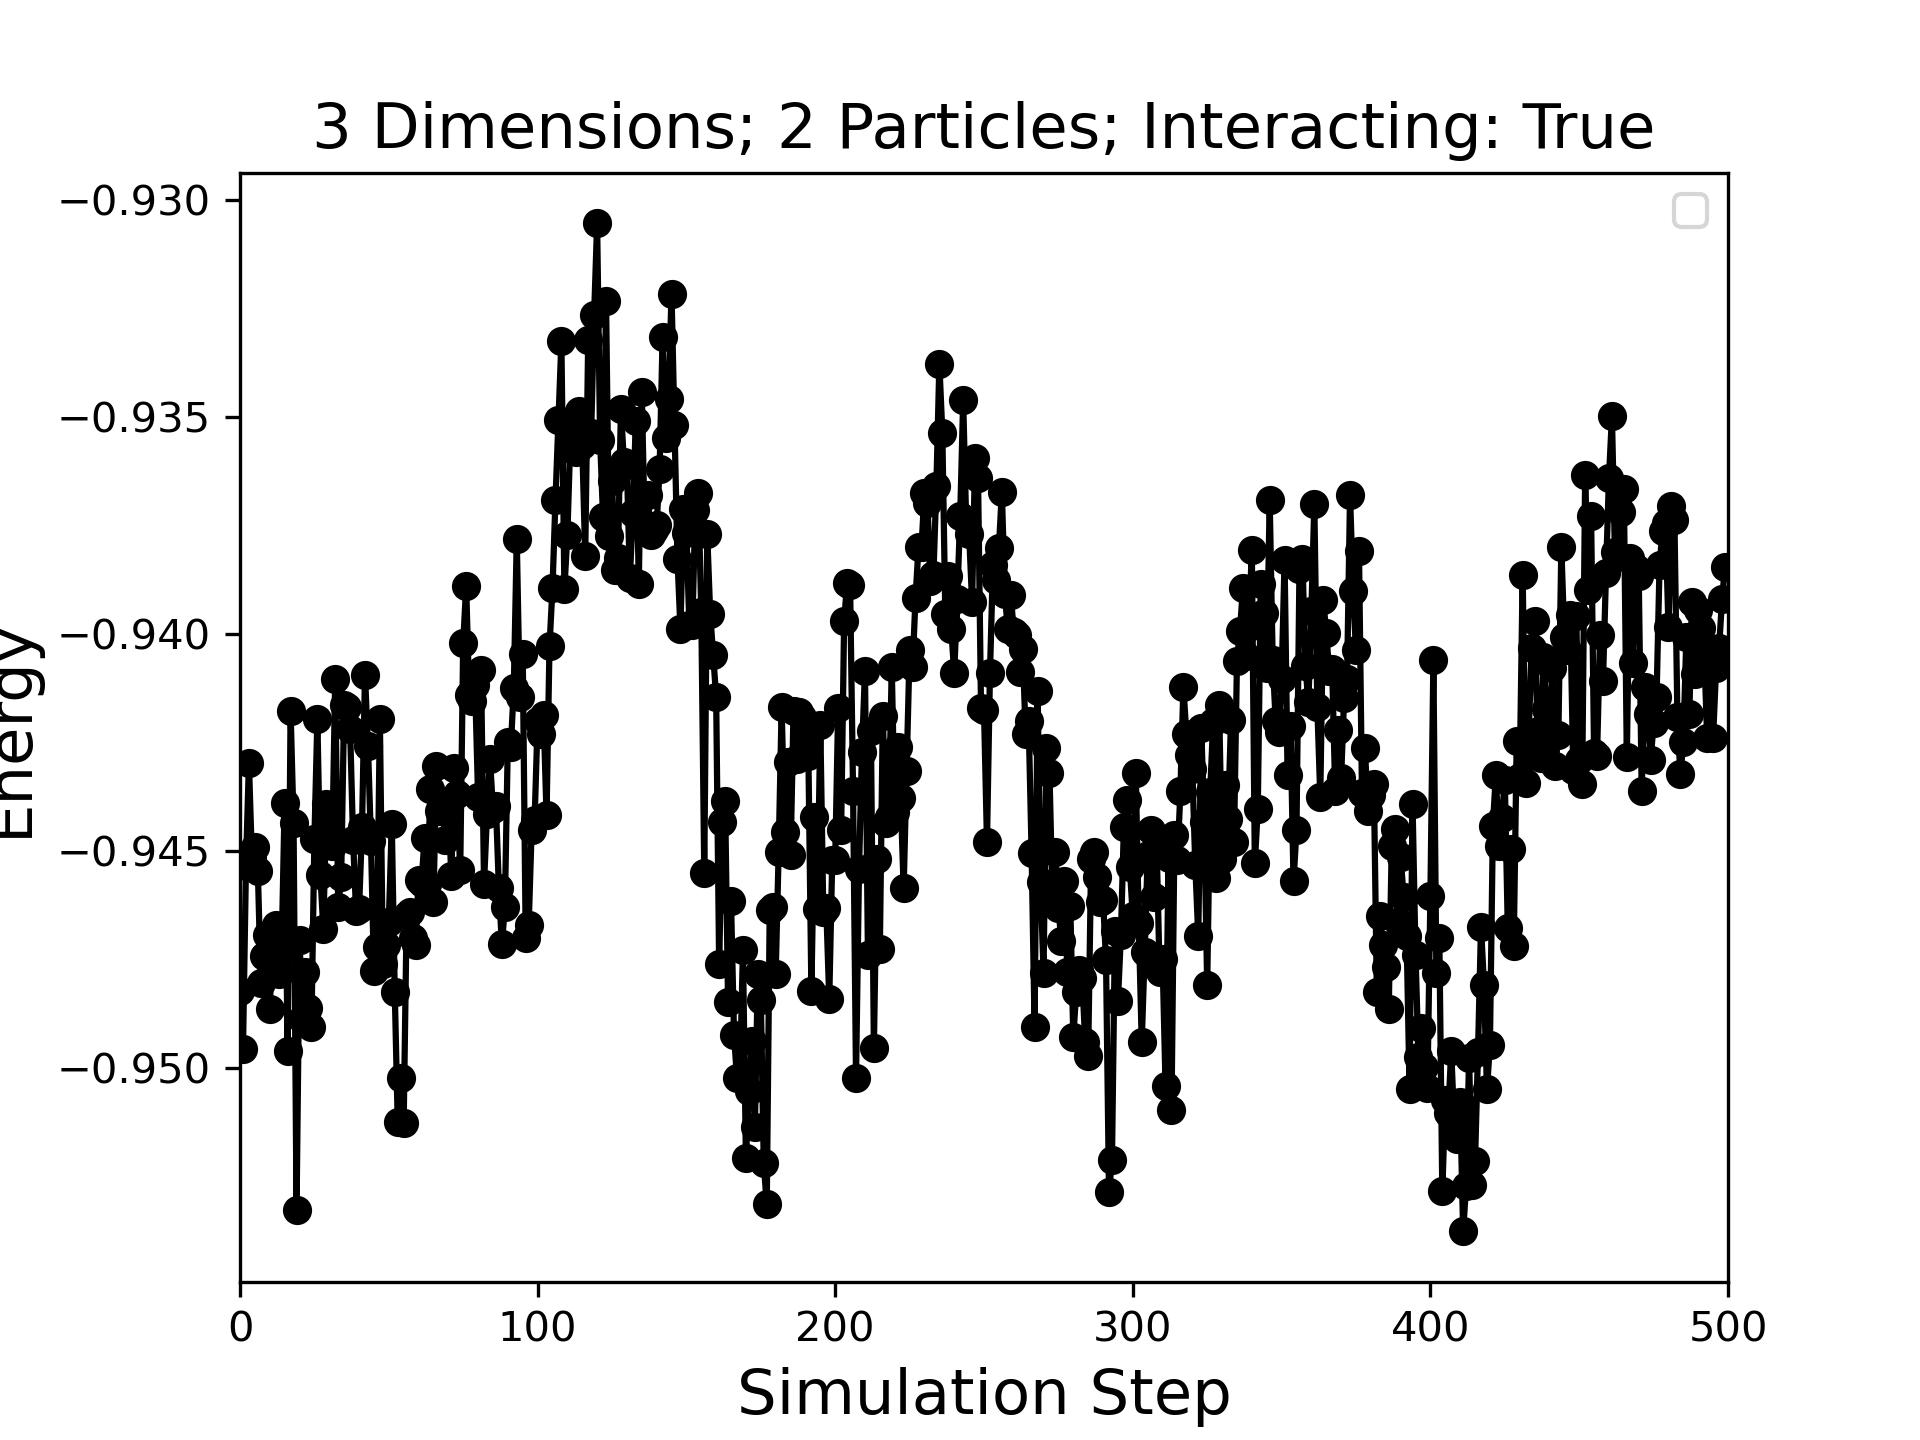 3 Dimensions; 2 Particles; Interacting: True
−0.930
−0.935
−0.940
−0.945
−0.950
Energy
0 100 200 300 400 500
Simulation Step